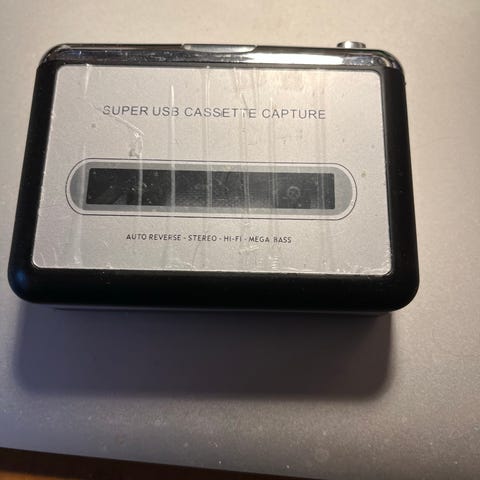 SUPER USB CASSETTE CAPTURE
AUTO REVERSE - STEREO - HI-FI - MEGA BASS